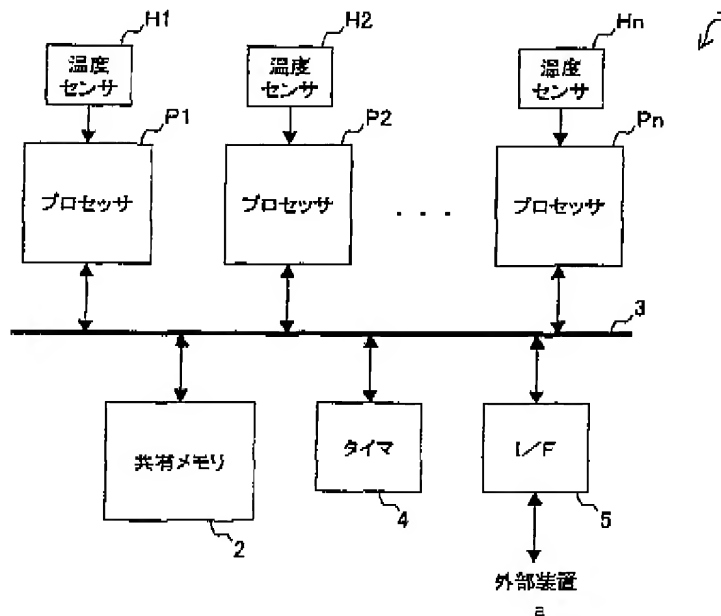 H1
H2
Hn
温度
センサ
温度
センサ
温度
センサ
P1
P2
Pn
プロセッサ
プロセッサ
・・・
プロセッサ
3
共有メモリ
タイマ
I/F
2
4
5
外部装置
a